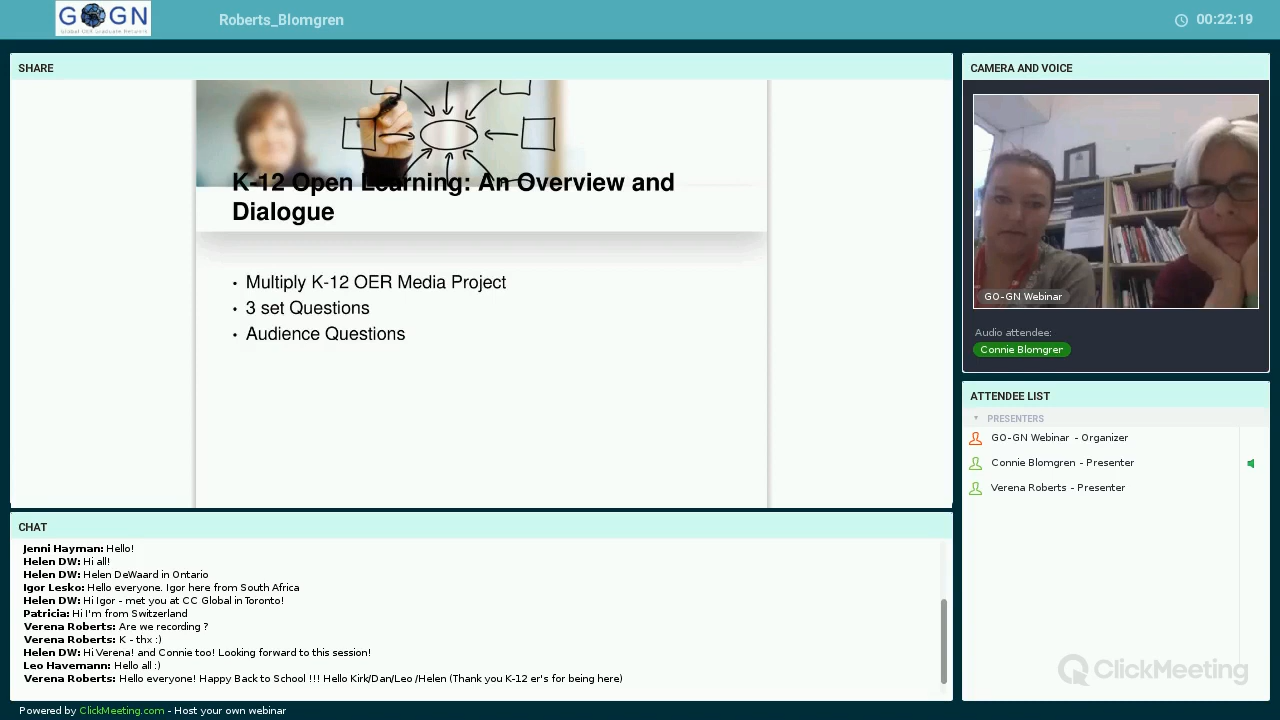 GOGN
Global OER Graduate Network
Roberts_Blomgren
00:22:19
SHARE
K-12 Open Learning: An Overview and
Dialogue
• Multiply K-12 OER Media Project
• 3 set Questions
• Audience Questions
CHAT
Jenni Hayman: Hello!
Helen DW: Hi all!
Helen DW: Helen DeWaard in Ontario
Igor Lesko: Hello everyone. Igor here from South Africa
Helen DW: Hi Igor - met you at CC Global in Toronto!
Patricia: Hi I'm from Switzerland
Verena Roberts: Are we recording ?
Verena Roberts: K - thx :)
Helen DW: Hi Verena! and Connie too! Looking forward to this session!
Leo Havemann: Hello all :)
Verena Roberts: Hello everyone! Happy Back to School !!! Hello Kirk/Dan/Leo /Helen (Thank you K-12 er's for being here)
CAMERA AND VOICE
GO-GN Webinar
Audio attendee:
Connie Blomgren
ATTENDEE LIST
PRESENTERS
GO-GN Webinar - Organizer
Connie Blomgren - Presenter
Verena Roberts - Presenter
ClickMeeting
Powered by ClickMeeting.com - Host your own webinar